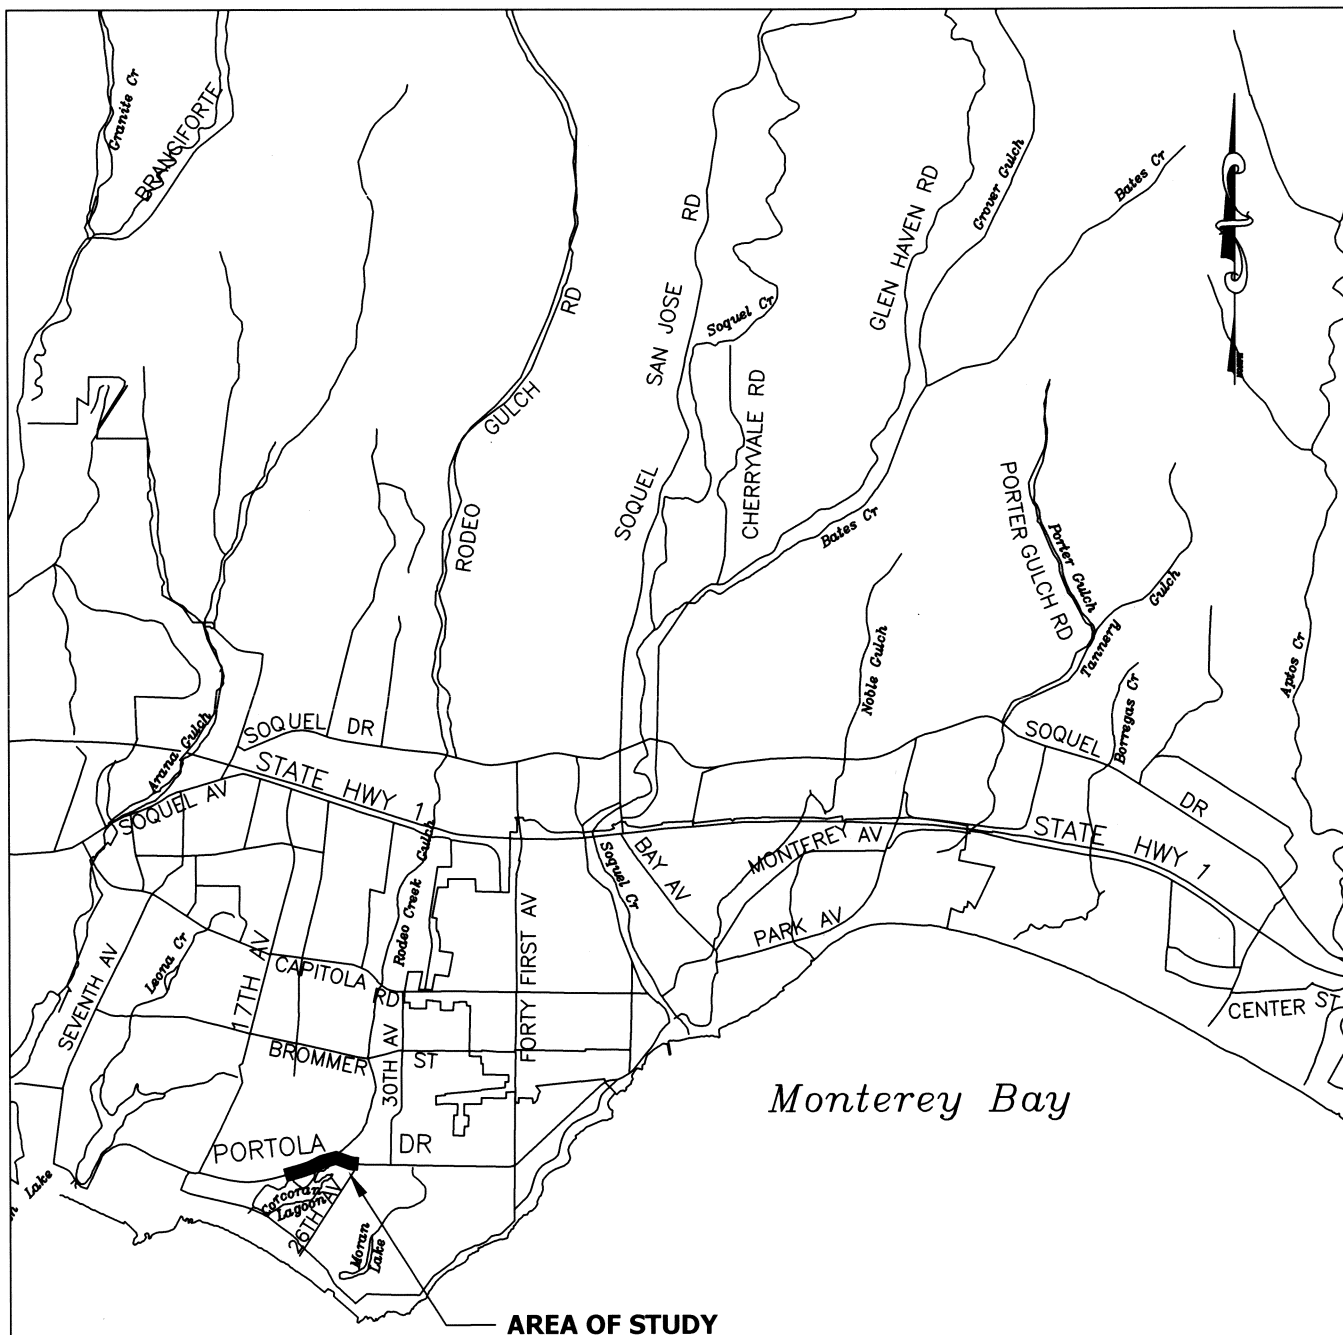 Granite Cr
BRANSIFORTE
RD
SAN JOSE
SOQUEL
Soquel Cr
CHERRYVALE RD
GLEN HAVEN RD
Grover Gulch
Bates Cr
RD
GULCH
RODEO
Bates Cr
PORTER GULCH RD
Porter Gulch
Tannery
Gulch
Noble Gulch
Borregas Cr
Aptos Cr
Arana Gulch
SOQUEL DR
SOQUEL
DR
STATE HWY 1
SOQUEL AV
Rodeo Creek
Gulch
Soquel Cr
BAY AV
MONTEREY AV
PARK AV
STATE HWY 1
SEVENTH AV
Leona Cr
17TH AV
CAPITOLA
RD
FORTY FIRST AV
BROMMER
ST
30TH AV
CENTER ST
Monterey Bay
PORTOLA
DR
Corcoran
Lagoon
26TH AV
Moran
Lake
Lake
AREA OF STUDY